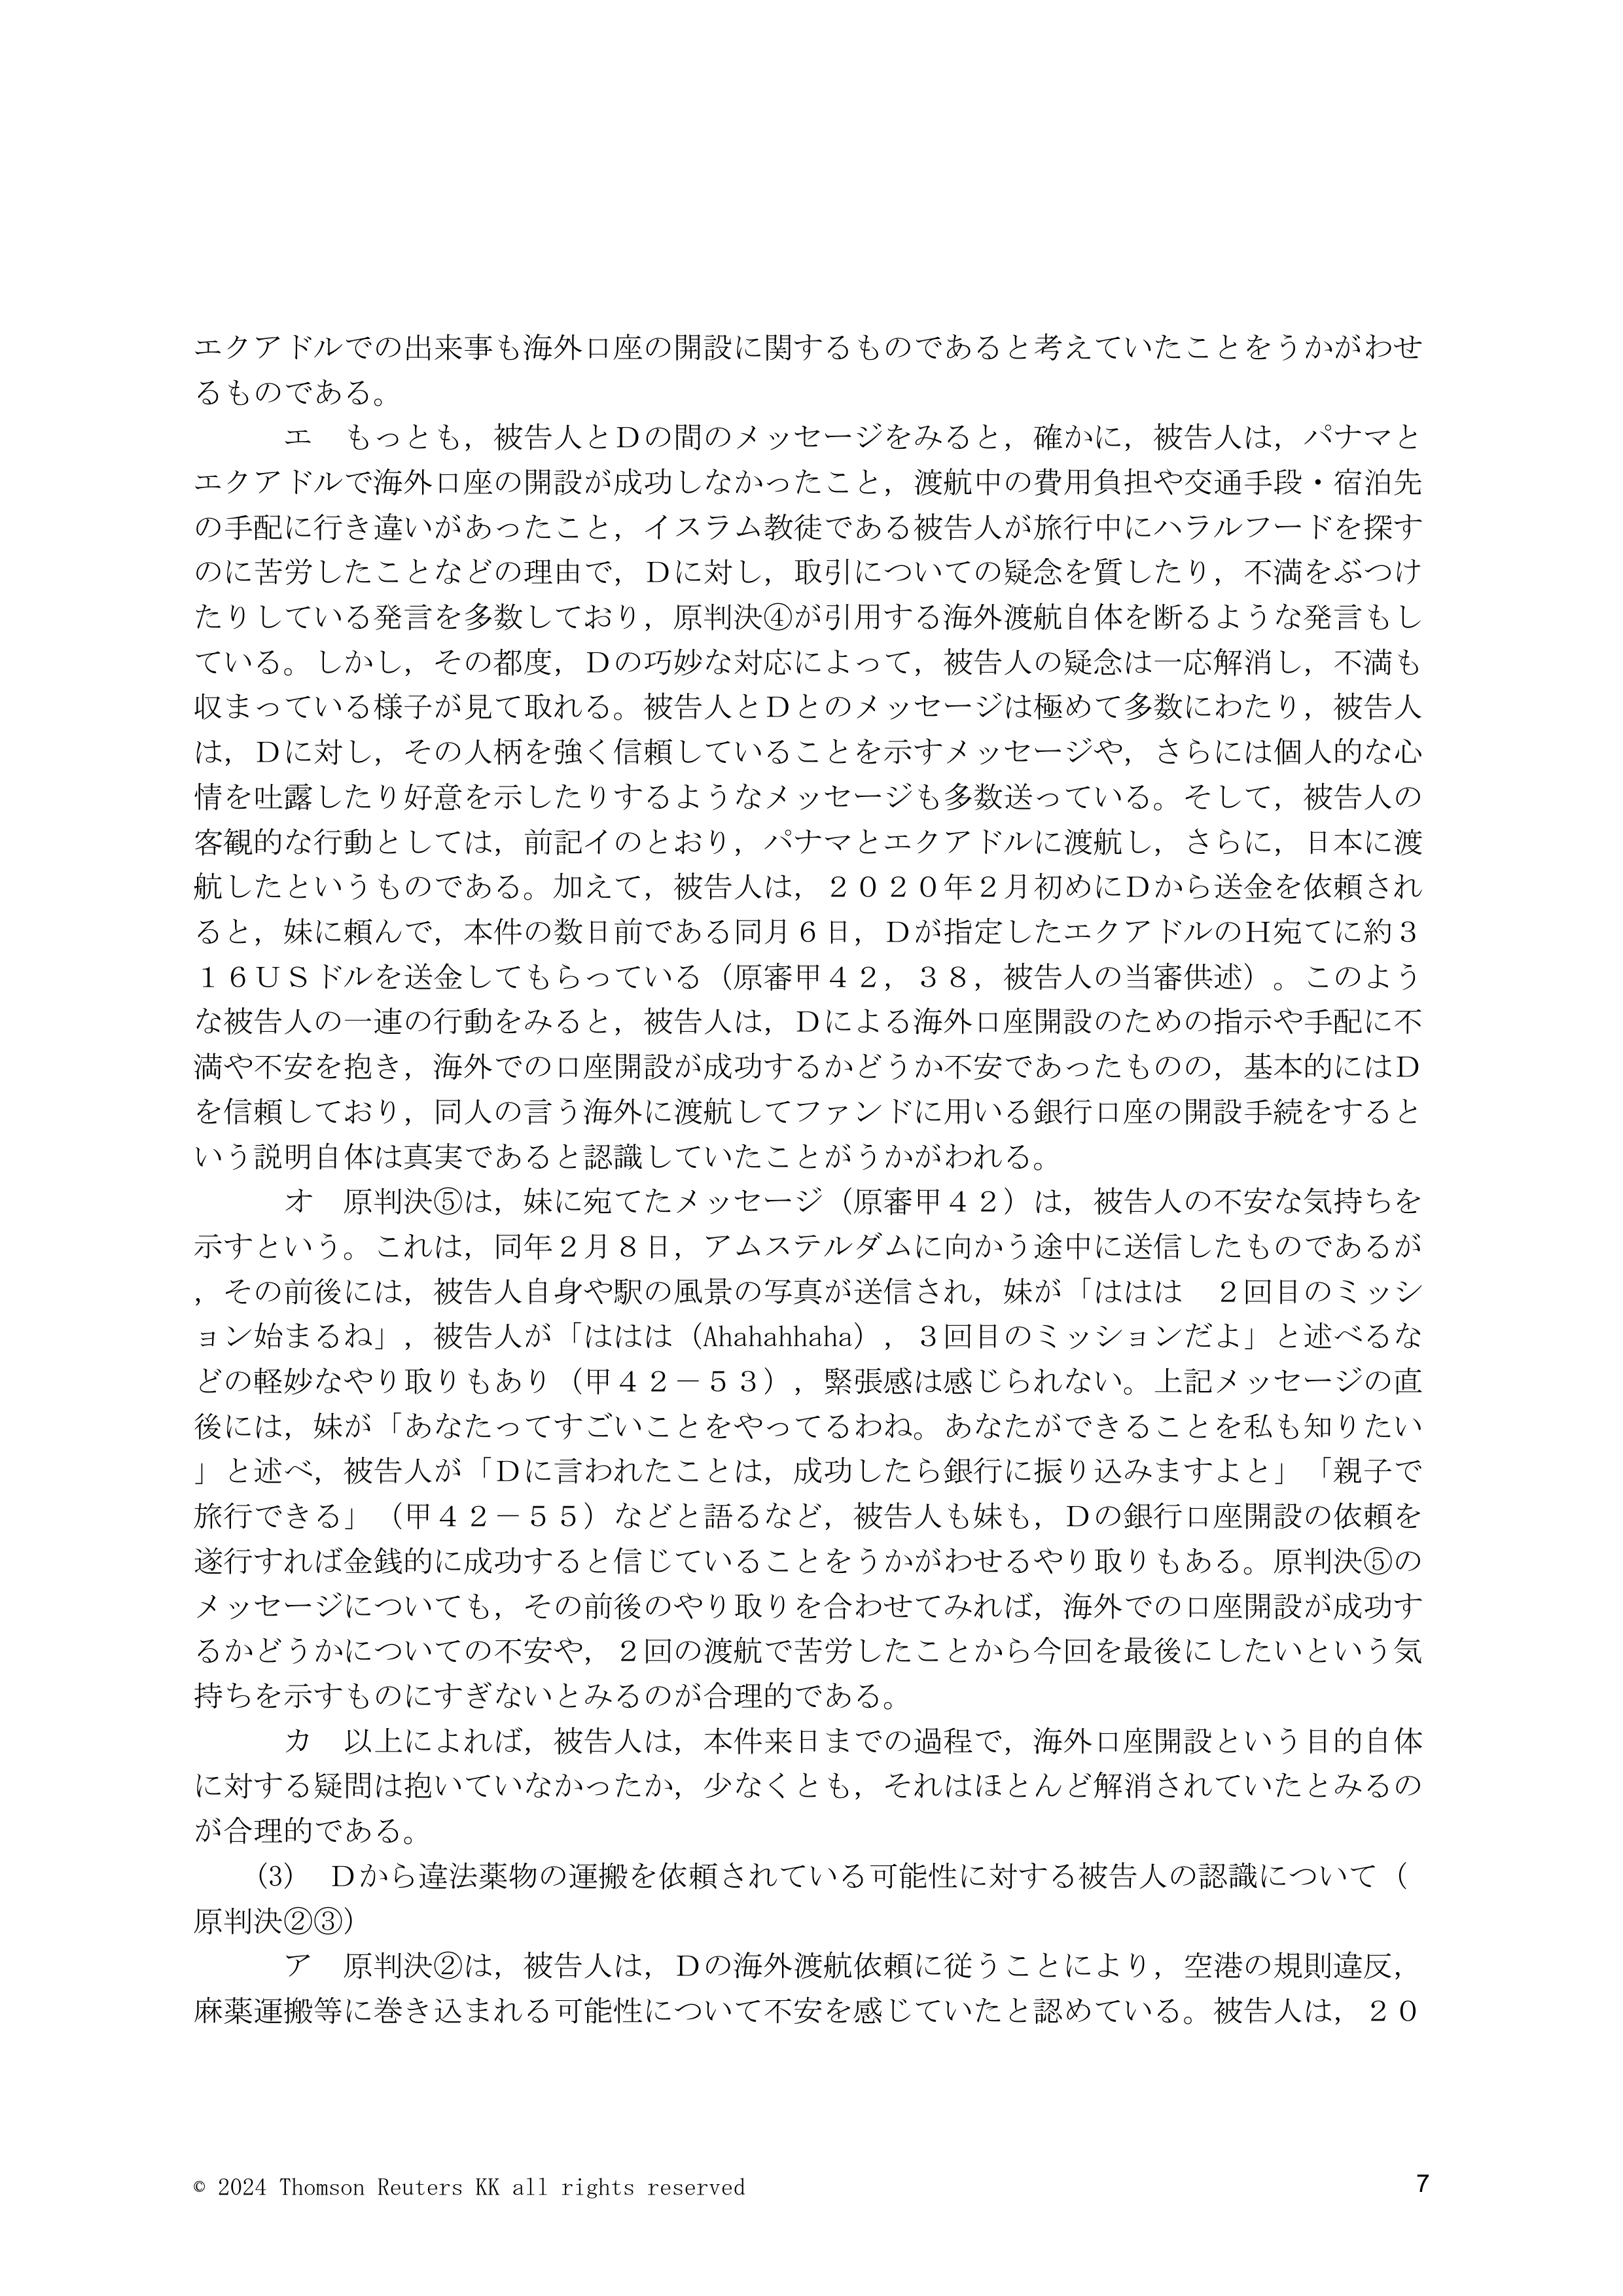 エクアドルでの出来事も海外口座の開設に関するものであると考えていたことをうかがわせ
るものである。
エ　もっとも，被告人とＤの間のメッセージをみると，確かに，被告人は，パナマと
エクアドルで海外口座の開設が成功しなかったこと，渡航中の費用負担や交通手段・宿泊先
の手配に行き違いがあったこと，イスラム教徒である被告人が旅行中にハラルフードを探す
のに苦労したことなどの理由で，Ｄに対し，取引についての疑念を質したり，不満をぶつけ
たりしている発言を多数しており，原判決④が引用する海外渡航自体を断るような発言もし
ている。しかし，その都度，Ｄの巧妙な対応によって，被告人の疑念は一応解消し，不満も
収まっている様子が見て取れる。被告人とＤとのメッセージは極めて多数にわたり，被告人
は，Ｄに対し，その人柄を強く信頼していることを示すメッセージや，さらには個人的な心
情を吐露したり好意を示したりするようなメッセージも多数送っている。そして，被告人の
客観的な行動としては，前記イのとおり，パナマとエクアドルに渡航し，さらに，日本に渡
航したというものである。加えて，被告人は，２０２０年２月初めにＤから送金を依頼され
ると，妹に頼んで，本件の数日前である同月６日，Ｄが指定したエクアドルのＨ宛てに約３
１６ＵＳドルを送金してもらっている（原審甲４２，３８，被告人の当審供述）。このよう
な被告人の一連の行動をみると，被告人は，Ｄによる海外口座開設のための指示や手配に不
満や不安を抱き，海外での口座開設が成功するかどうか不安であったものの，基本的にはＤ
を信頼しており，同人の言う海外に渡航してファンドに用いる銀行口座の開設手続をすると
いう説明自体は真実であると認識していたことがうかがわれる。
オ　原判決⑤は，妹に宛てたメッセージ（原審甲４２）は，被告人の不安な気持ちを
示すという。これは，同年２月８日，アムステルダムに向かう途中に送信したものであるが
，その前後には，被告人自身や駅の風景の写真が送信され，妹が「ははは　２回目のミッシ
ョン始まるね」，被告人が「ははは（Ahahahhaha），３回目のミッションだよ」と述べるな
どの軽妙なやり取りもあり（甲４２－５３），緊張感は感じられない。上記メッセージの直
後には，妹が「あなたってすごいことをやってるわね。あなたができることを私も知りたい
」と述べ，被告人が「Ｄに言われたことは，成功したら銀行に振り込みますよと」「親子で
旅行できる」（甲４２－５５）などと語るなど，被告人も妹も，Ｄの銀行口座開設の依頼を
遂行すれば金銭的に成功すると信じていることをうかがわせるやり取りもある。原判決⑤の
メッセージについても，その前後のやり取りを合わせてみれば，海外での口座開設が成功す
るかどうかについての不安や，２回の渡航で苦労したことから今回を最後にしたいという気
持ちを示すものにすぎないとみるのが合理的である。
カ　以上によれば，被告人は，本件来日までの過程で，海外口座開設という目的自体
に対する疑問は抱いていなかったか，少なくとも，それはほとんど解消されていたとみるの
が合理的である。
(3)　Ｄから違法薬物の運搬を依頼されている可能性に対する被告人の認識について（
原判決②③）
ア　原判決②は，被告人は，Ｄの海外渡航依頼に従うことにより，空港の規則違反，
麻薬運搬等に巻き込まれる可能性について不安を感じていたと認めている。被告人は，２０
© 2024 Thomson Reuters KK all rights reserved
7